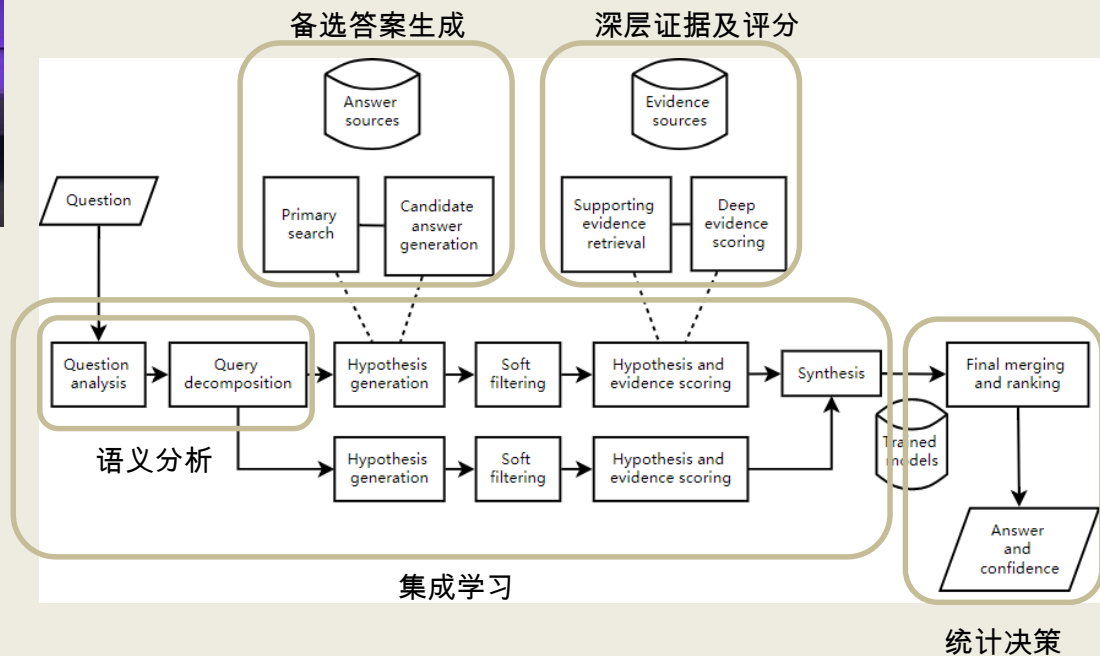 备选答案生成
深层证据及评分
Answer
sources
Evidence
sources
Question
Primary
search
Candidate
answer
generation
Supporting
evidence
retrieval
Deep
evidence
scoring
Question
analysis
Query
decomposition
Hypothesis
generation
Soft
filtering
Hypothesis and
evidence scoring
Synthesis
Final merging
and ranking
语义分析
Hypothesis
generation
Soft
filtering
Hypothesis and
evidence scoring
Trained
models
Answer
and
confidence
集成学习
统计决策